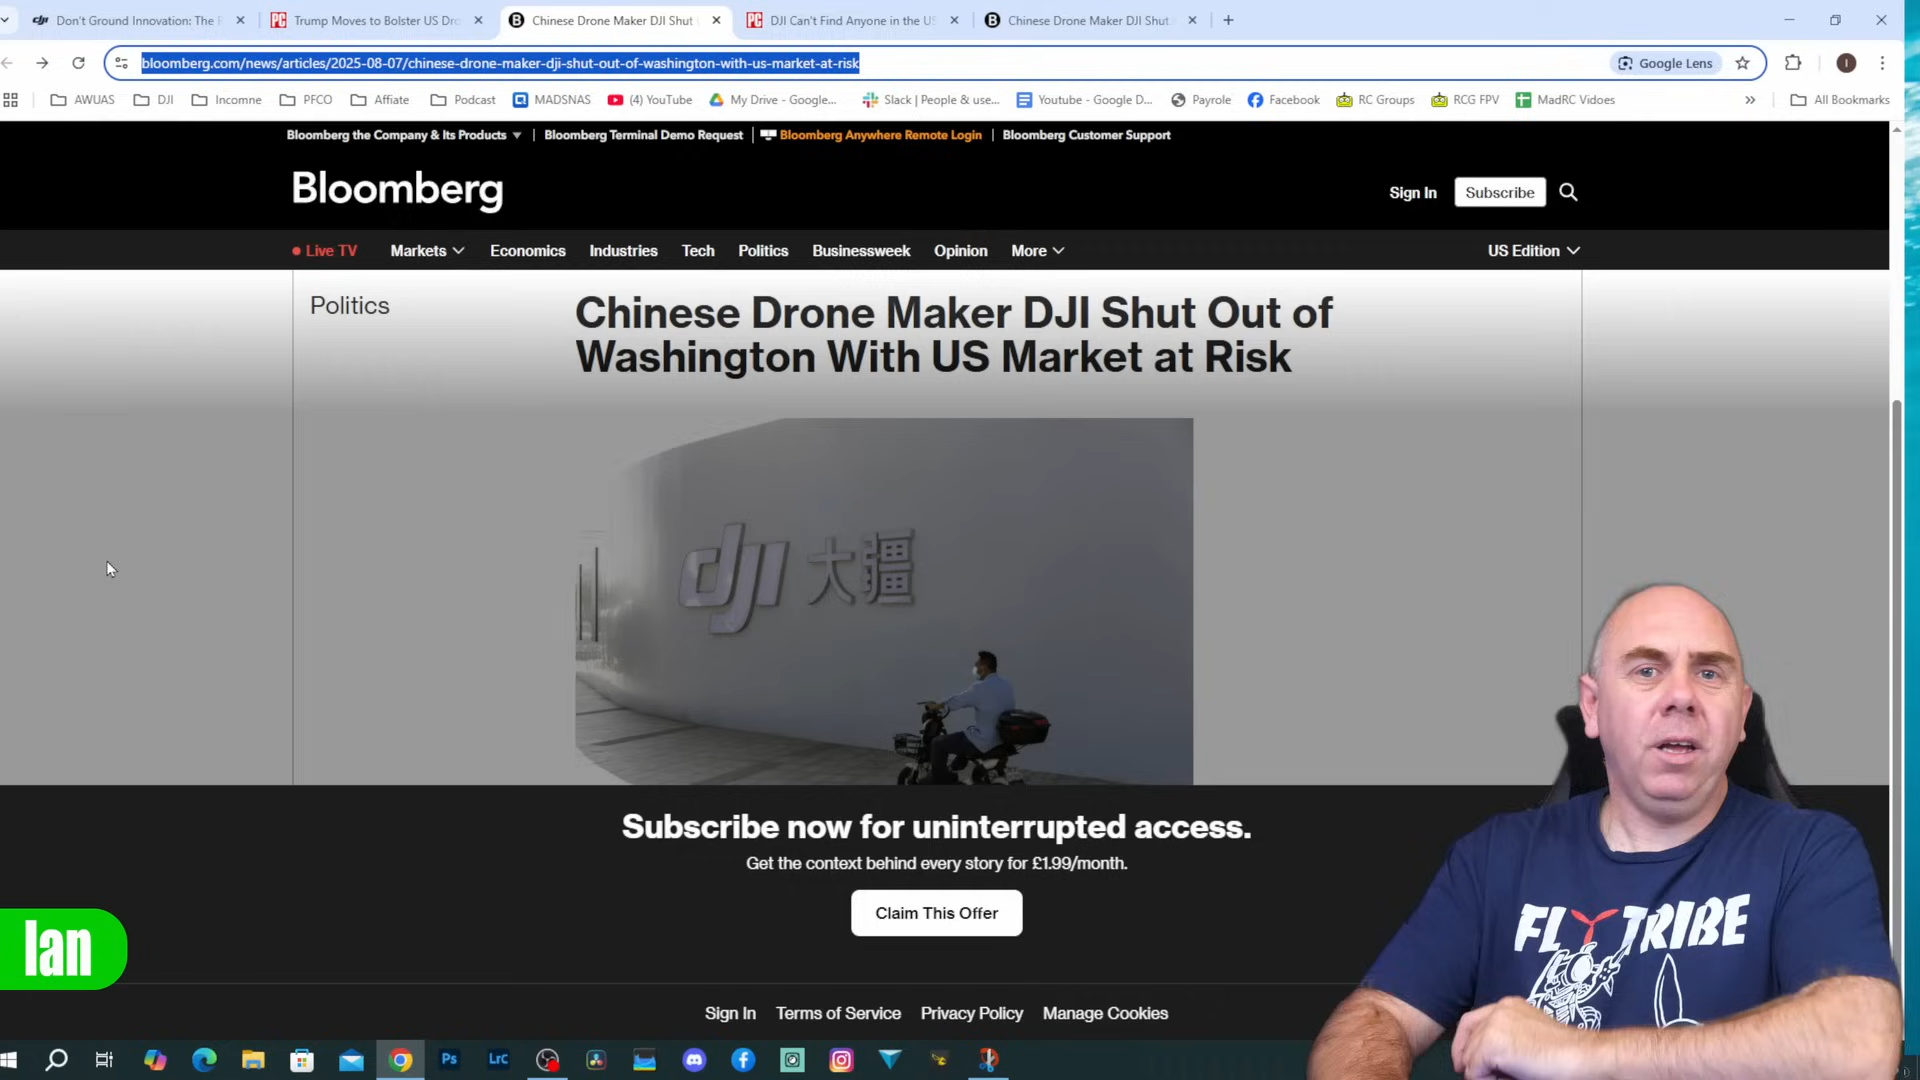 Don't Ground Innovation: The
Trump Moves to Bolster US Dro
Chinese Drone Maker DJI Shut
DJI Can't Find Anyone in the US
Chinese Drone Maker DJI Shut
bloomberg.com/news/articles/2025-08-07/chinese-drone-maker-dji-shut-out-of-washington-with-us-market-at-risk
Google Lens
AWUAS
DJI
Incomne
PFCO
Affiate
Podcast
MADSNAS
(4) YouTube
My Drive - Google...
Slack | People & use...
Youtube - Google D...
Payrole
Facebook
RC Groups
RCG FPV
MadRC Vidoes
All Bookmarks
Bloomberg the Company & Its Products
Bloomberg Terminal Demo Request
Bloomberg Anywhere Remote Login
Bloomberg Customer Support
Bloomberg
Sign In
Subscribe
Live TV
Markets
Economics
Industries
Tech
Politics
Businessweek
Opinion
More
US Edition
Politics
Chinese Drone Maker DJI Shut Out of
Washington With US Market at Risk
dji 大疆
Subscribe now for uninterrupted access.
Get the context behind every story for £1.99/month.
Claim This Offer
Ian
FLYTRIBE
Sign In
Terms of Service
Privacy Policy
Manage Cookies
Ps
LrC